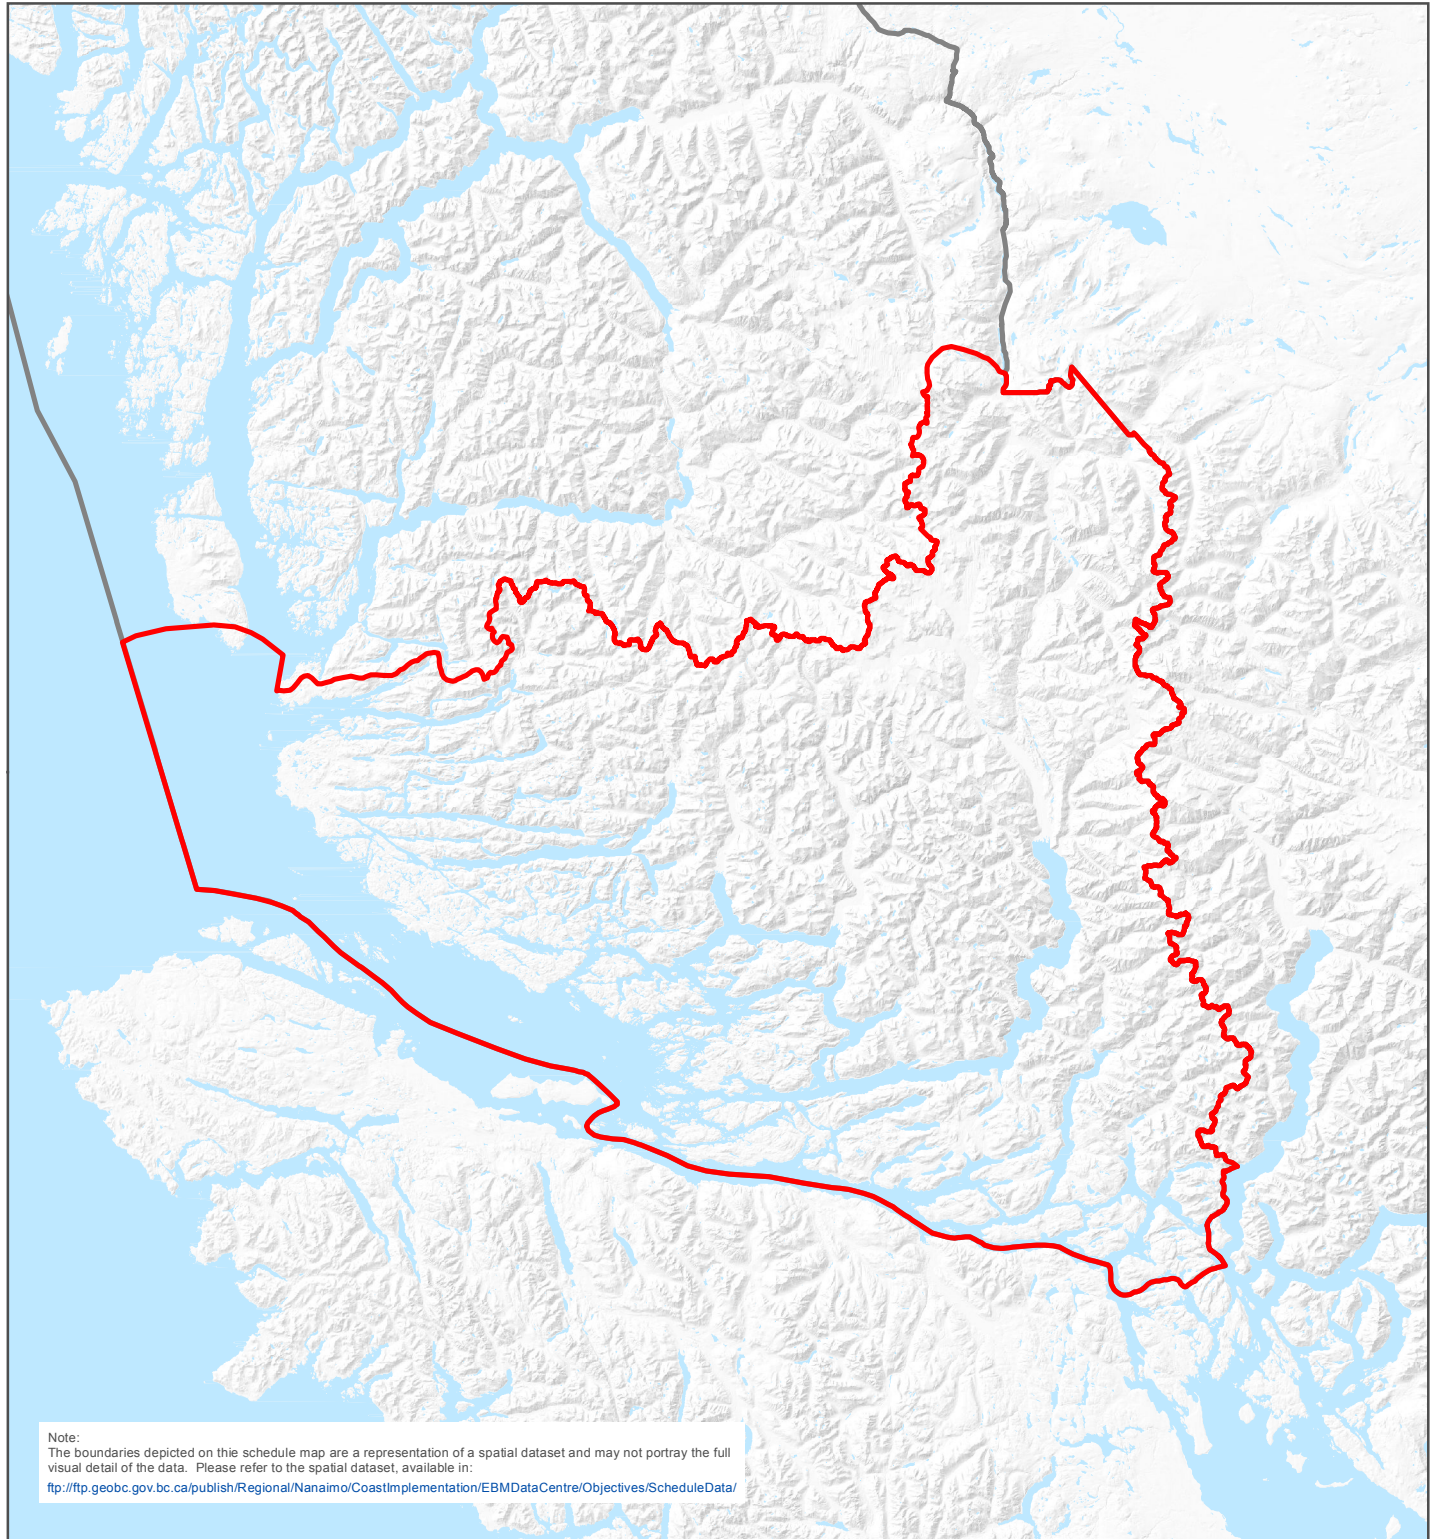 Note:
The boundaries depicted on thie schedule map are a representation of a spatial dataset and may not portray the full
visual detail of the data. Please refer to the spatial dataset, available in:
ftp://ftp.geobc.gov.bc.ca/publish/Regional/Nanaimo/CoastImplementation/EBMDataCentre/Objectives/ScheduleData/